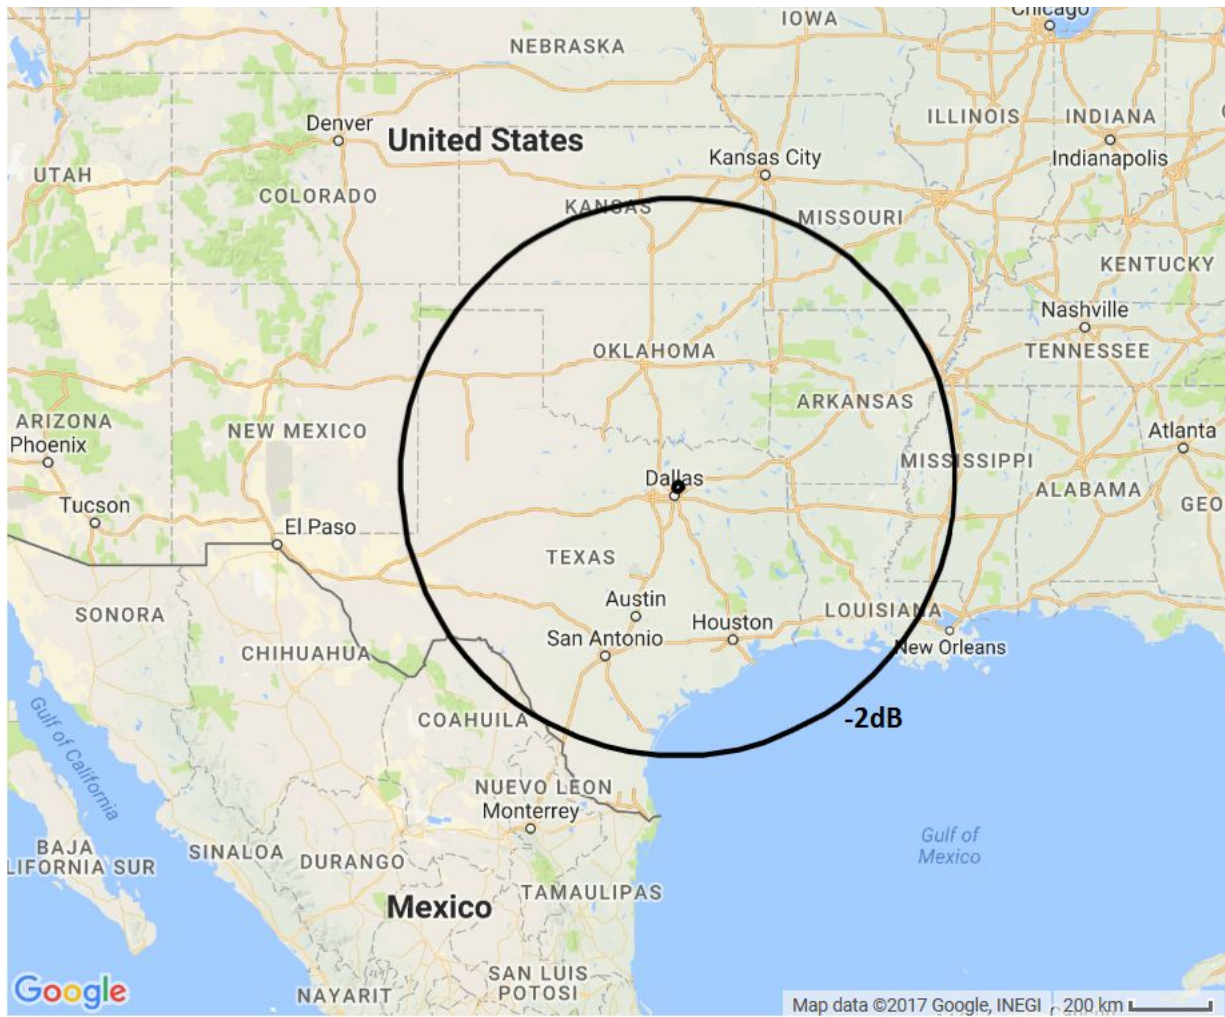 Chicago
IOWA
NEBRASKA
ILLINOIS
INDIANA
Denver
United States
Kansas City
Indianapolis
UTAH
COLORADO
KANSAS
MISSOURI
KENTUCKY
Nashville
OKLAHOMA
TENNESSEE
ARIZONA
ARKANSAS
NEW MEXICO
Phoenix
Atlanta
MISSISSIPPI
Dallas
ALABAMA
Tucson
GEO
El Paso
TEXAS
Austin
SONORA
LOUISIANA
Houston
San Antonio
New Orleans
CHIHUAHUA
Gulf of California
COAHUILA
-2dB
NUEVO LEON
Monterrey
Gulf of
Mexico
BAJA
LIFORNIA SUR
SINALOA
DURANGO
TAMAULIPAS
Mexico
SAN LUIS
POTOSI
Google
NAYARIT
Map data ©2017 Google, INEGI
200 km